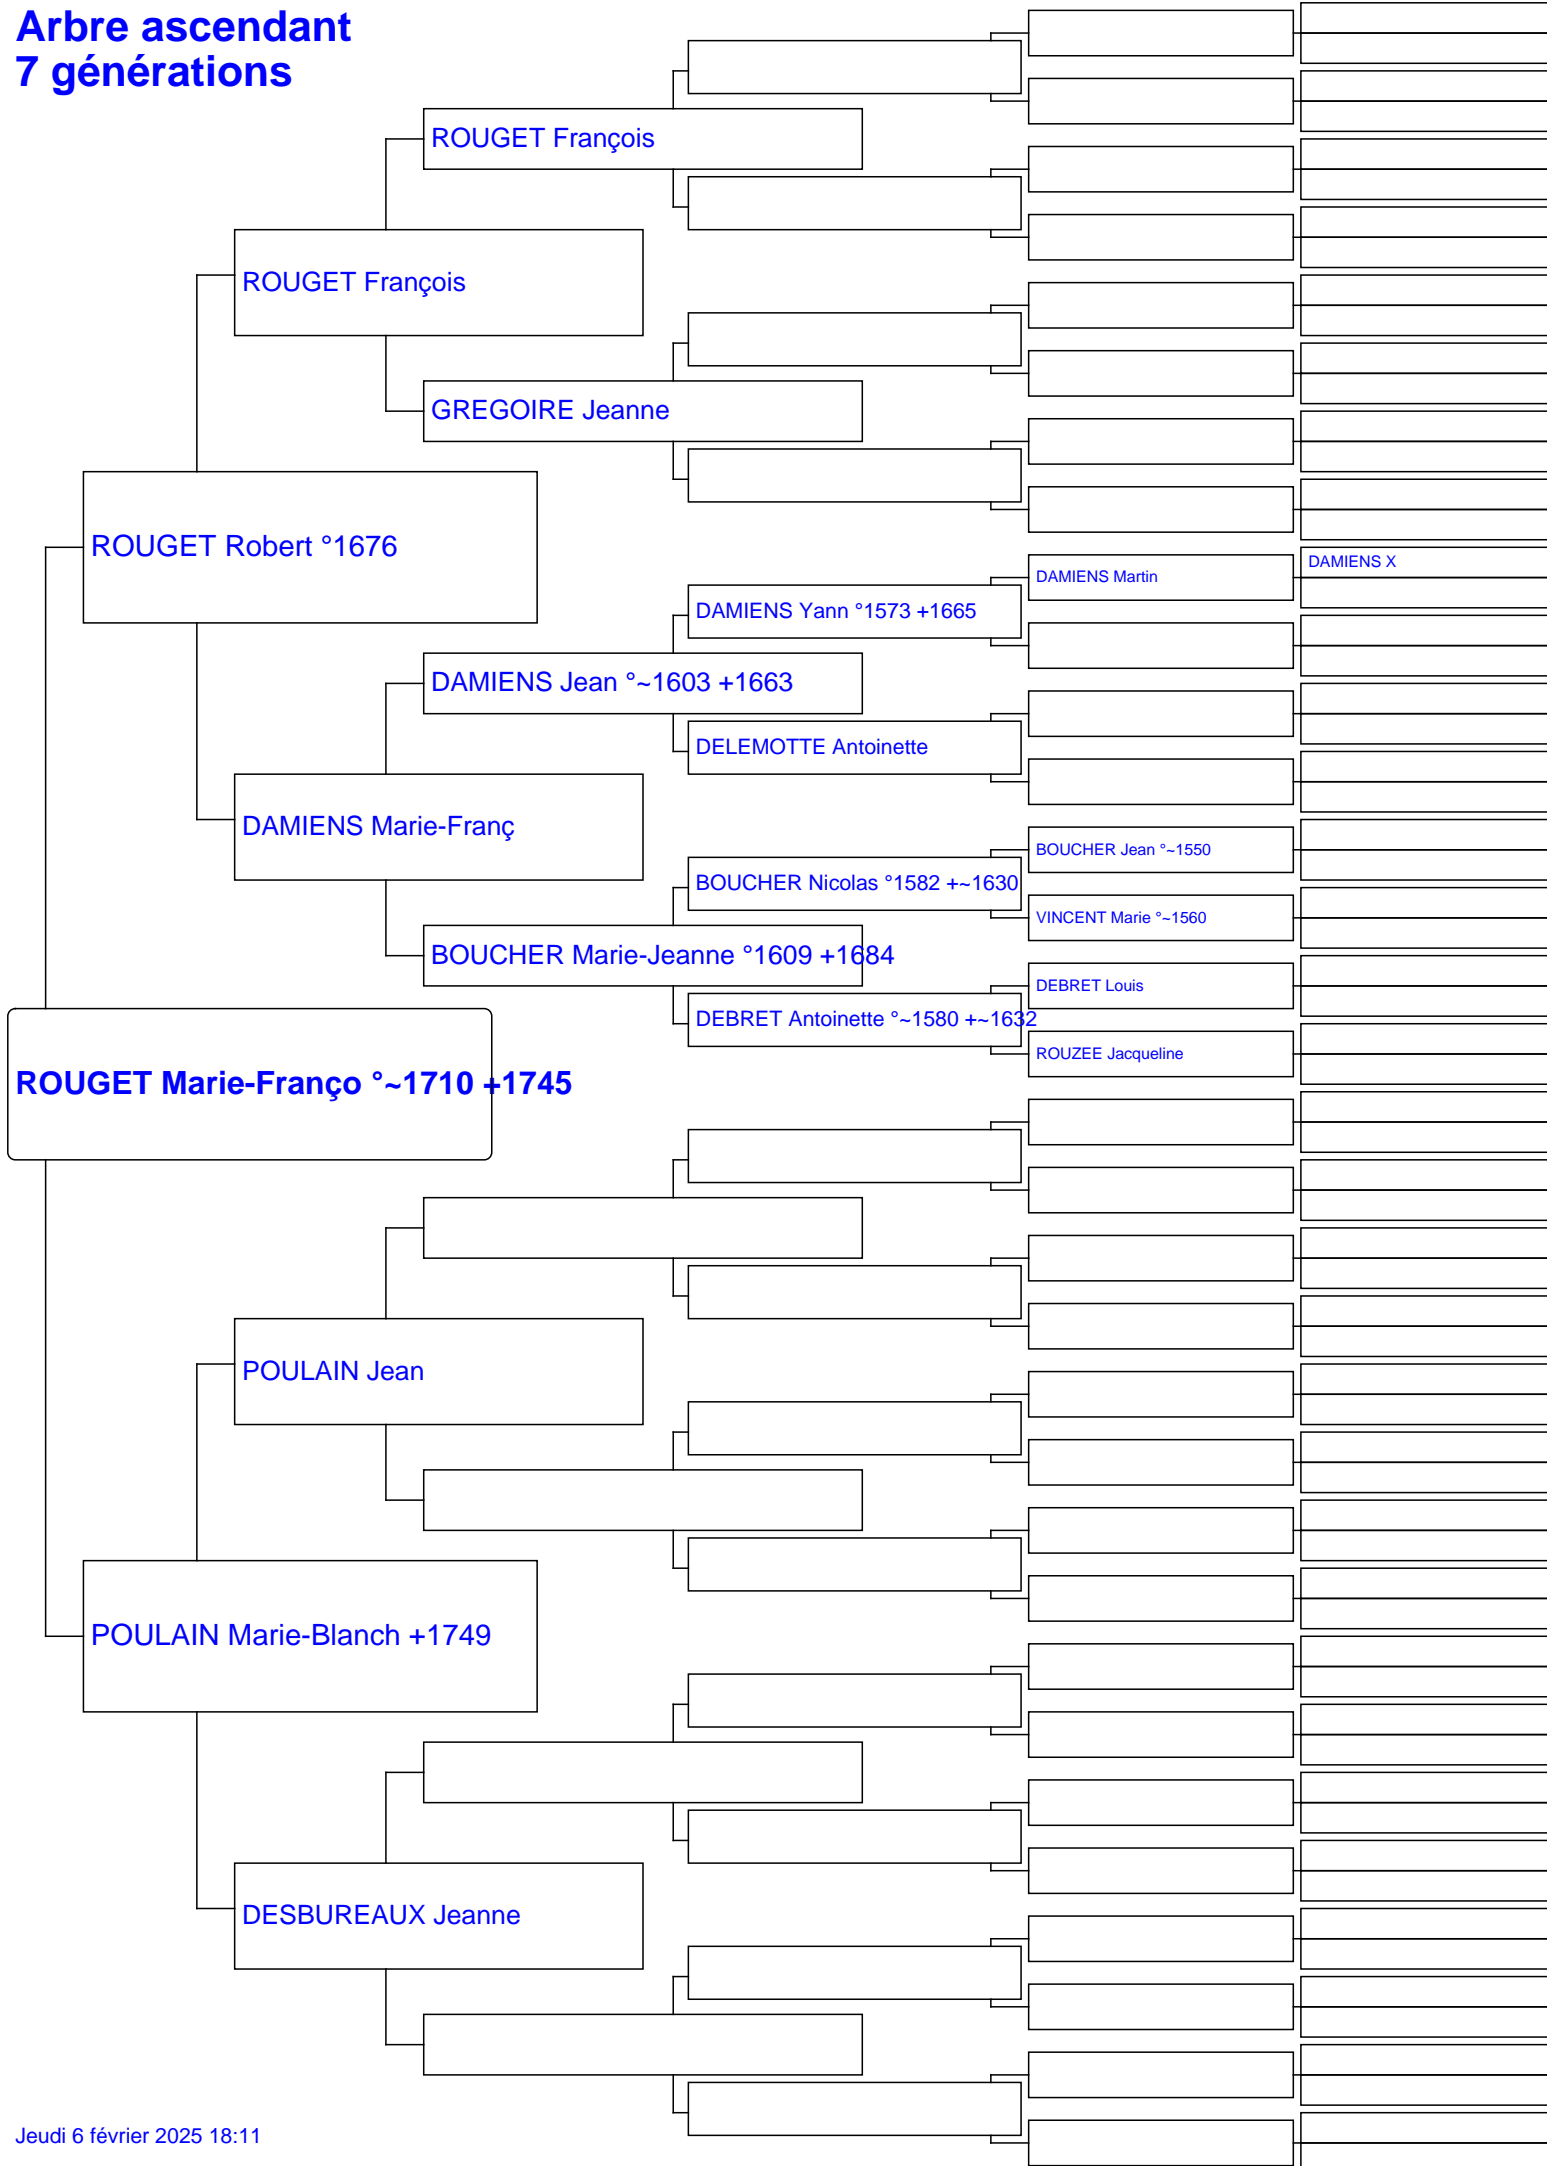 Arbre ascendant
7 générations
ROUGET François
ROUGET François
GREGOIRE Jeanne
ROUGET Robert °1676
DAMIENS X
DAMIENS Martin
DAMIENS Yann °1573 +1665
DAMIENS Jean °~1603 +1663
DELEMOTTE Antoinette
DAMIENS Marie-Franç
BOUCHER Jean °~1550
BOUCHER Nicolas °1582 +~1630
VINCENT Marie °~1560
BOUCHER Marie-Jeanne °1609 +1684
DEBRET Louis
DEBRET Antoinette °~1580 +~1632
ROUZEE Jacqueline
ROUGET Marie-Franço °~1710 +1745
POULAIN Jean
POULAIN Marie-Blanch +1749
DESBUREAUX Jeanne
Jeudi 6 février 2025 18:11